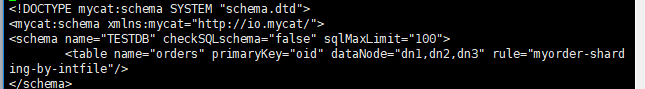 <!DOCTYPE mycat:schema SYSTEM "schema.dtd">
<mycat:schema xmlns:mycat="http://io.mycat/">
<schema name="TESTDB" checkSQLschema="false" sqlMaxLimit="100">
        <table name="orders" primaryKey="oid" dataNode="dn1,dn2,dn3" rule="myorder-shard
ing-by-intfile"/>
</schema>